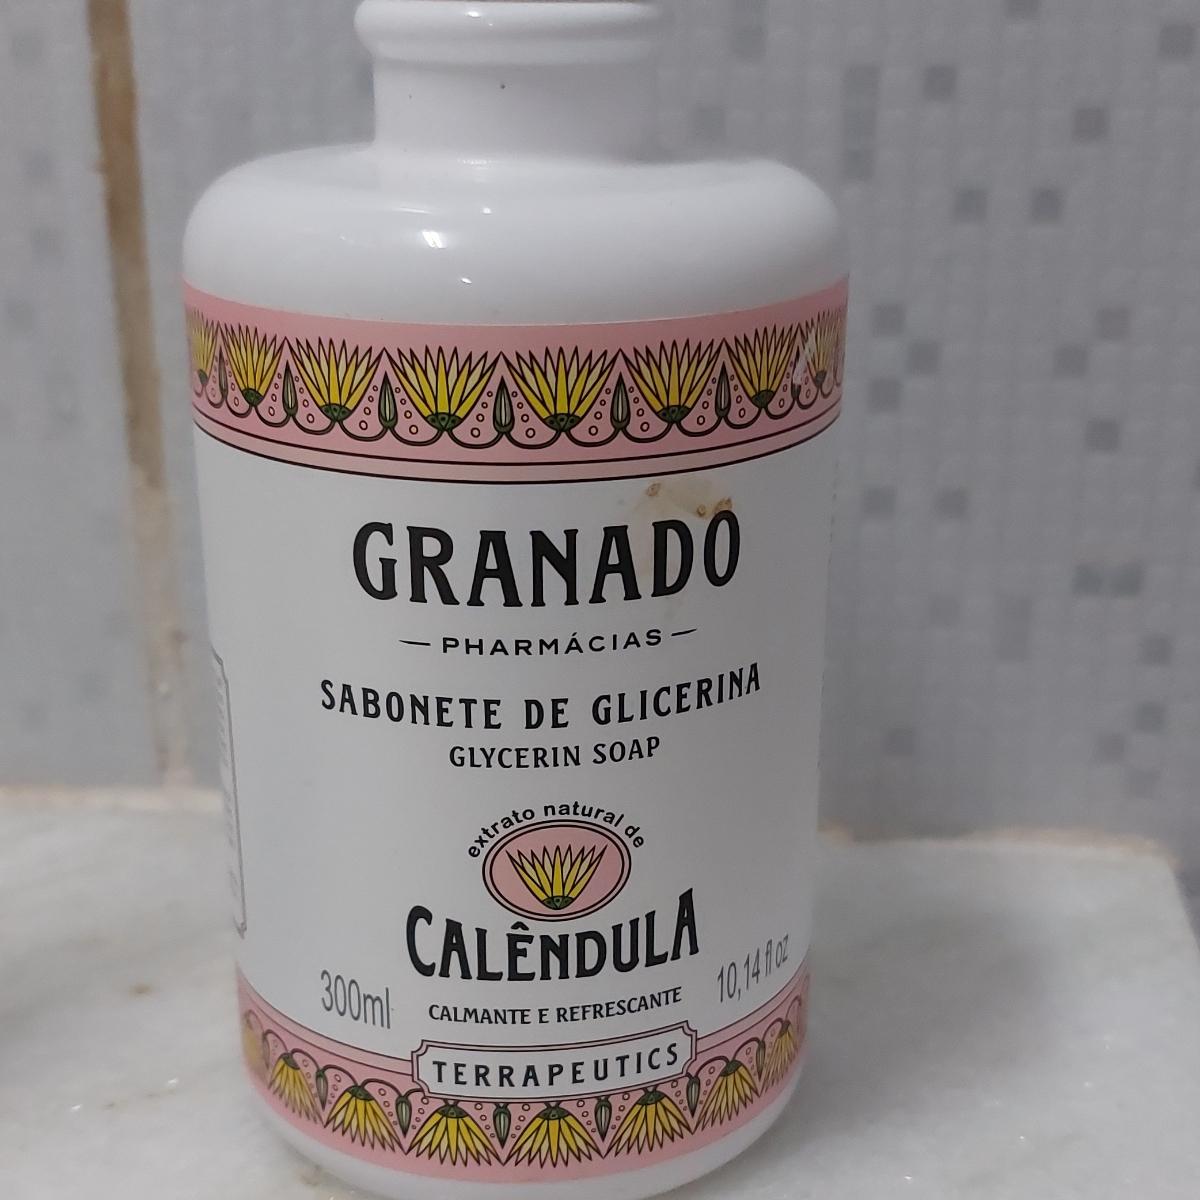 GRANADO
PHARMÁCIAS
SABONETE DE GLICERINA
GLYCERIN SOAP
extrato natural de
CALÊNDULA
300ml
10,14 fl oz
CALMANTE E REFRESCANTE
TERRAPEUTICS